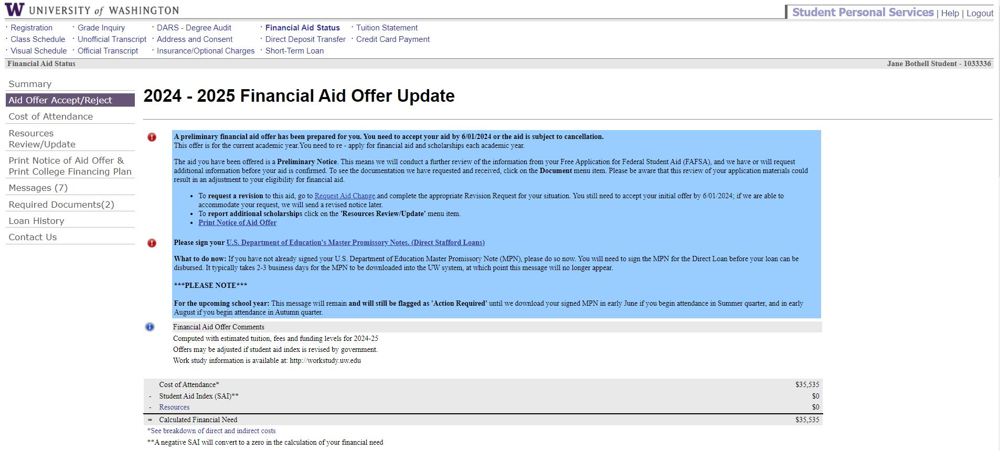 W UNIVERSITY of WASHINGTON
Student Personal Services | Help | Logout
· Registration · Grade Inquiry · DARS - Degree Audit · Financial Aid Status · Tuition Statement
· Class Schedule · Unofficial Transcript · Address and Consent · Direct Deposit Transfer · Credit Card Payment
· Visual Schedule · Official Transcript · Insurance/Optional Charges · Short-Term Loan
Financial Aid Status Jane Bothell Student - 1033336
Summary
Aid Offer Accept/Reject
Cost of Attendance
Resources
Review/Update
Print Notice of Aid Offer &
Print College Financing Plan
Messages (7)
Required Documents(2)
Loan History
Contact Us
2024 - 2025 Financial Aid Offer Update
A preliminary financial aid offer has been prepared for you. You need to accept your aid by 6/01/2024 or the aid is subject to cancellation.
This offer is for the current academic year.You need to re - apply for financial aid and scholarships each academic year.
The aid you have been offered is a Preliminary Notice. This means we will conduct a further review of the information from your Free Application for Federal Student Aid (FAFSA), and we have or will request
additional information before your aid is confirmed. To see the documentation we have requested and received, click on the Document menu item. Please be aware that this review of your application materials could
result in an adjustment to your eligibility for financial aid.
• To request a revision to this aid, go to Request Aid Change.and complete the appropriate Revision Request for your situation. You still need to accept your initial offer by 6/01/2024; if we are able to
accommodate your request, we will send a revised notice later.
• To report additional scholarships click on the 'Resources Review/Update' menu item.
• Print Notice of Aid Offer
Please sign your U.S. Department of Education's Master Promissory Notes. (Direct Stafford Loans)
What to do now: If you have not already signed your U.S. Department of Education Master Promissory Note (MPN), please do so now. You will need to sign the MPN for the Direct Loan before your loan can be
disbursed. It typically takes 2-3 business days for the MPN to be downloaded into the UW system, at which point this message will no longer appear.
***PLEASE NOTE***
For the upcoming school year: This message will remain and will still be flagged as 'Action Required' until we download your signed MPN in early June if you begin attendance in Summer quarter, and in early
August if you begin attendance in Autumn quarter.
Financial Aid Offer Comments
Computed with estimated tuition, fees and funding levels for 2024-25
Offers may be adjusted if student aid index is revised by government.
Work study information is available at: http://workstudy.uw.edu
Cost of Attendance* $35,535
- Student Aid Index (SAI)** $0
- Resources $0
= Calculated Financial Need $35,535
*See breakdown of direct and indirect costs
**A negative SAI will convert to a zero in the calculation of your financial need